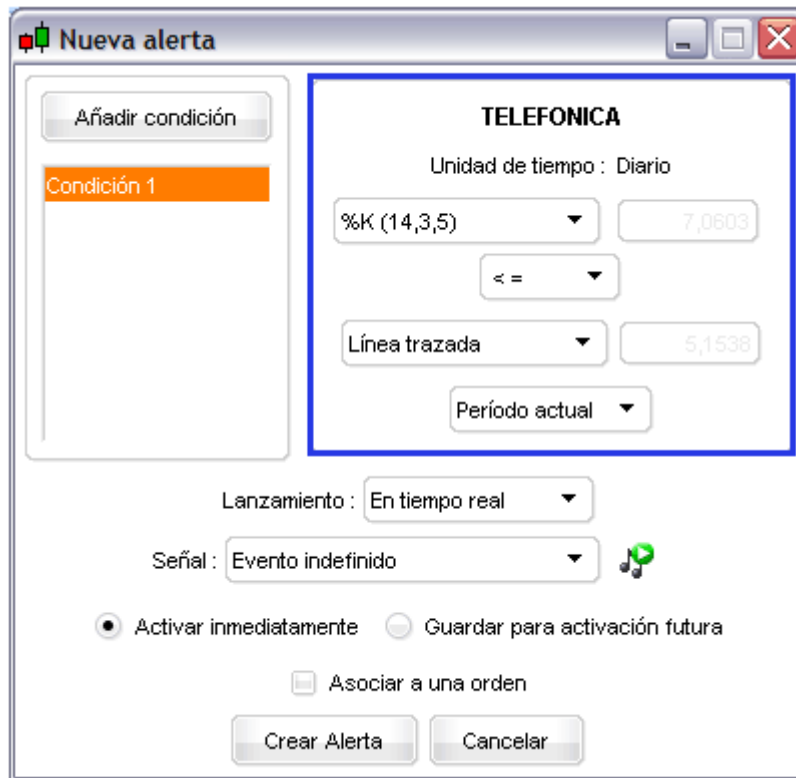 Nueva alerta
Añadir condición
Condición 1
TELEFONICA
Unidad de tiempo : Diario
%K (14,3,5)
7,0603
< =
Línea trazada
5,1538
Período actual
Lanzamiento : En tiempo real
Señal : Evento indefinido
Activar inmediatamente
Guardar para activación futura
Asociar a una orden
Crear Alerta
Cancelar